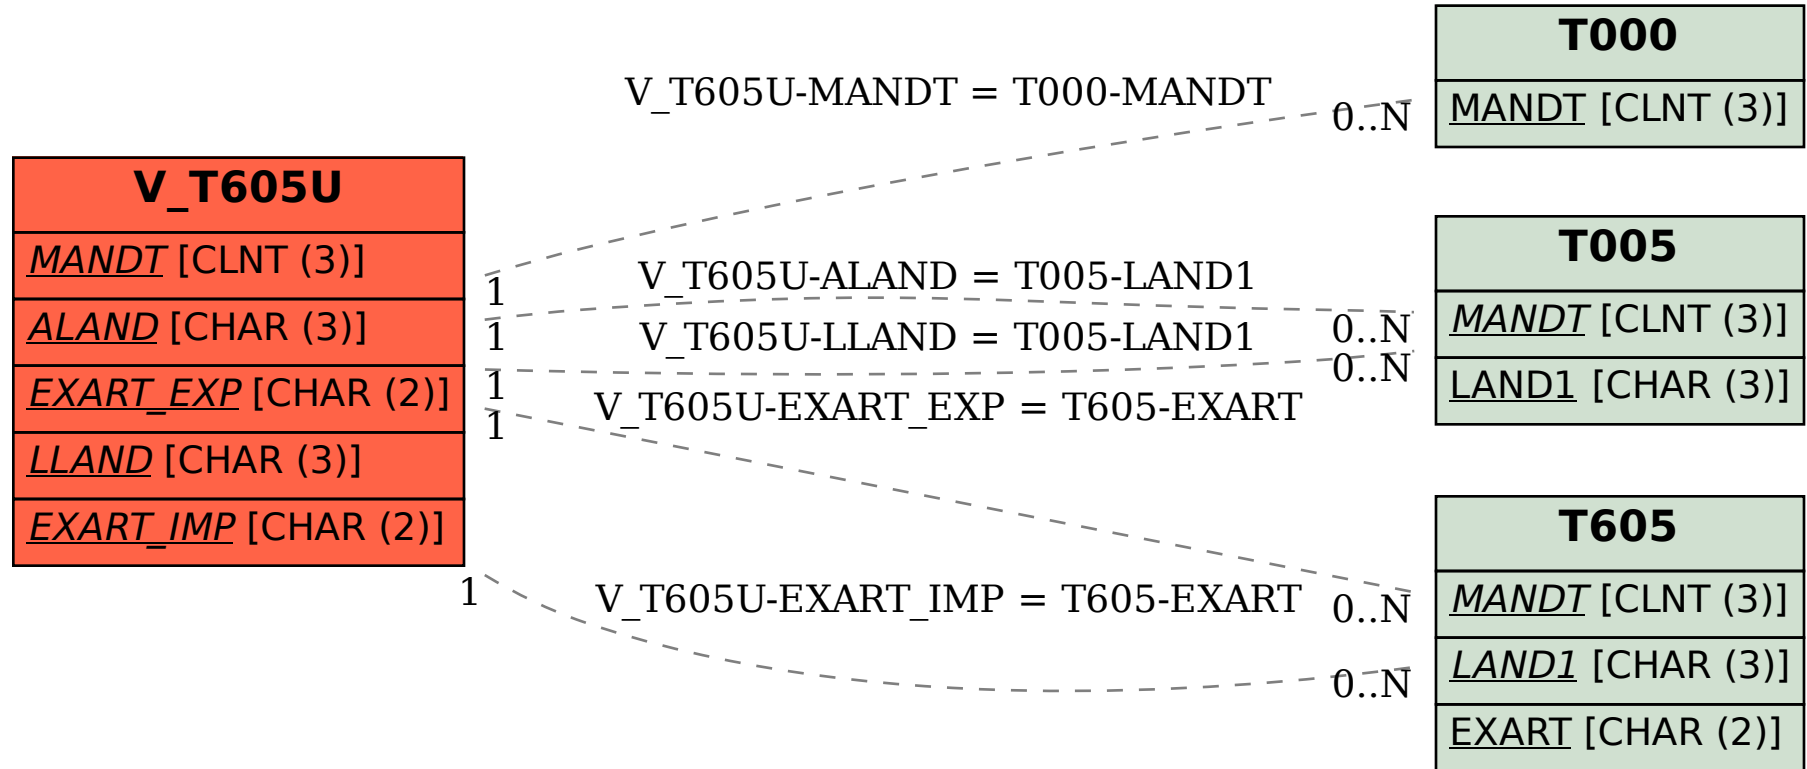 V_T605U
MANDT [CLNT (3)]
ALAND [CHAR (3)]
EXART_EXP [CHAR (2)]
LLAND [CHAR (3)]
EXART_IMP [CHAR (2)]
V_T605U-MANDT = T000-MANDT
1
0..N
V_T605U-ALAND = T005-LAND1
1
0..N
V_T605U-LLAND = T005-LAND1
1
0..N
V_T605U-EXART_EXP = T605-EXART
1
0..N
V_T605U-EXART_IMP = T605-EXART
1
0..N
T000
MANDT [CLNT (3)]
T005
MANDT [CLNT (3)]
LAND1 [CHAR (3)]
T605
MANDT [CLNT (3)]
LAND1 [CHAR (3)]
EXART [CHAR (2)]